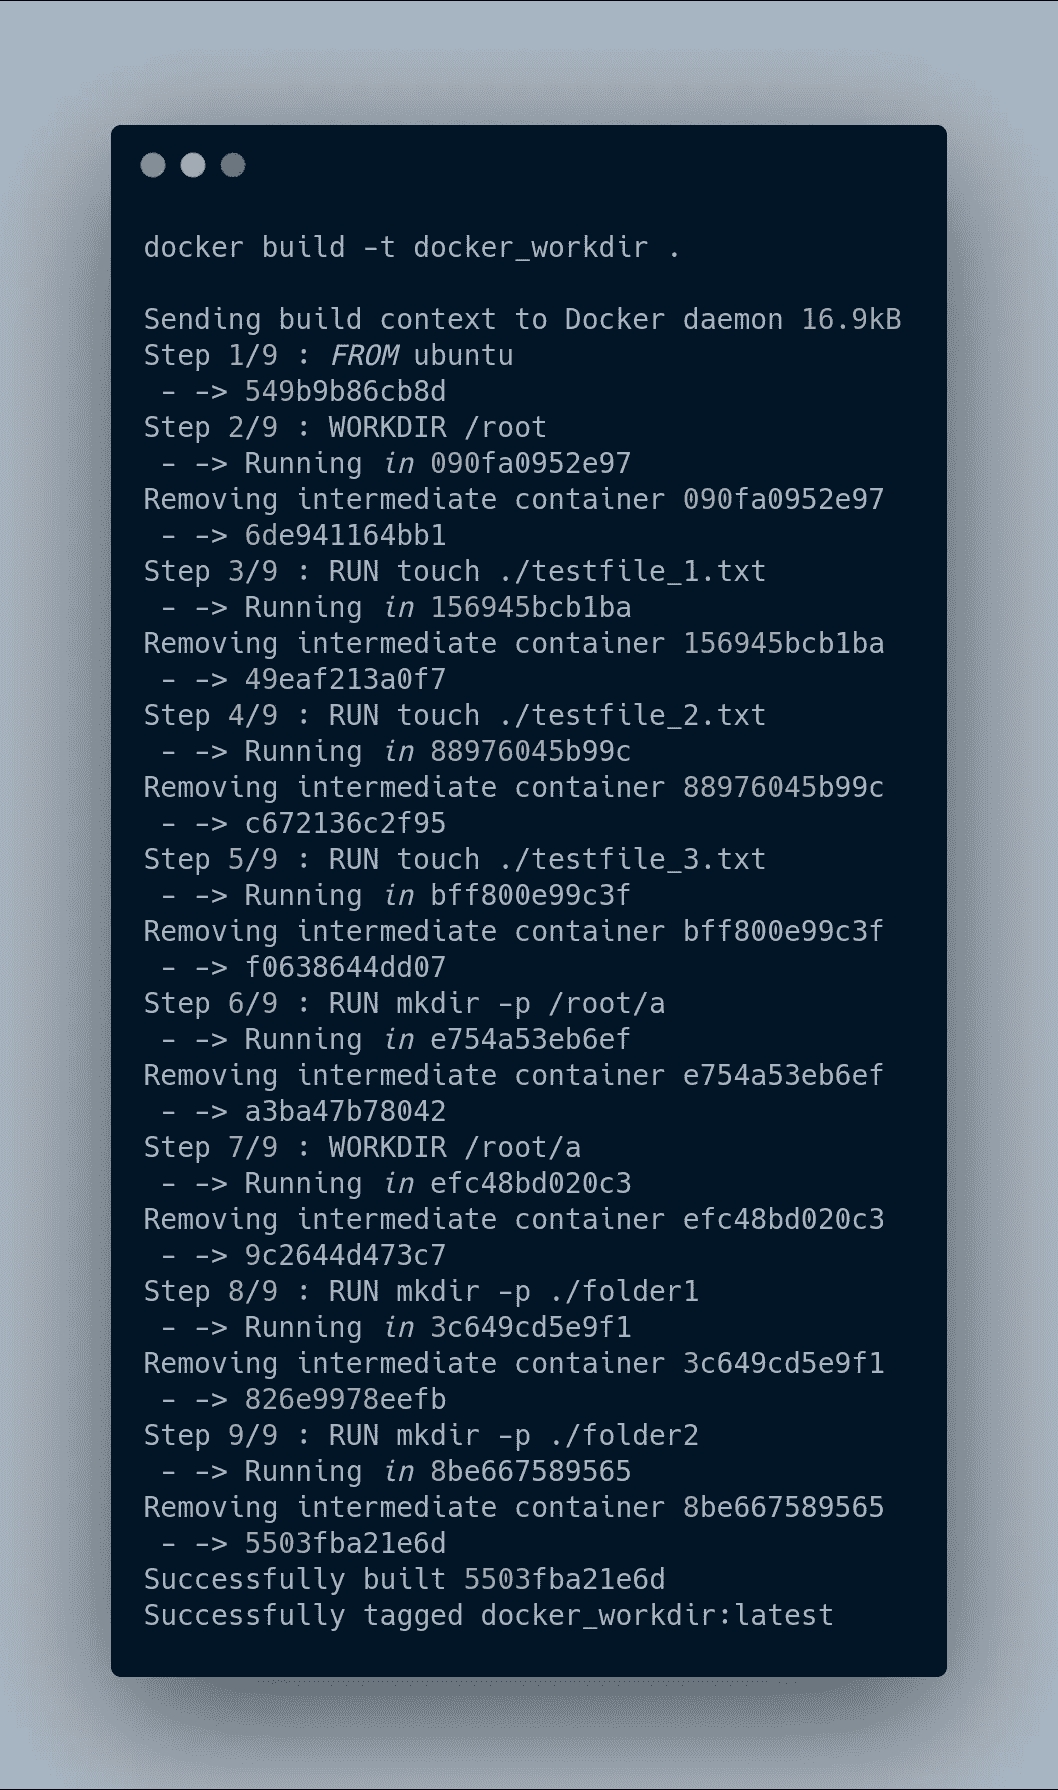 docker build -t docker_workdir .
Sending build context to Docker daemon 16.9kB
Step 1/9 : FROM ubuntu
- -> 549b9b86cb8d
Step 2/9 : WORKDIR /root
- -> Running in 090fa0952e97
Removing intermediate container 090fa0952e97
- -> 6de941164bb1
Step 3/9 : RUN touch ./testfile_1.txt
- -> Running in 156945bcb1ba
Removing intermediate container 156945bcb1ba
- -> 49eaf213a0f7
Step 4/9 : RUN touch ./testfile_2.txt
- -> Running in 88976045b99c
Removing intermediate container 88976045b99c
- -> c672136c2f95
Step 5/9 : RUN touch ./testfile_3.txt
- -> Running in bff800e99c3f
Removing intermediate container bff800e99c3f
- -> f0638644dd07
Step 6/9 : RUN mkdir -p /root/a
- -> Running in e754a53eb6ef
Removing intermediate container e754a53eb6ef
- -> a3ba47b78042
Step 7/9 : WORKDIR /root/a
- -> Running in efc48bd020c3
Removing intermediate container efc48bd020c3
- -> 9c2644d473c7
Step 8/9 : RUN mkdir -p ./folder1
- -> Running in 3c649cd5e9f1
Removing intermediate container 3c649cd5e9f1
- -> 826e9978eefb
Step 9/9 : RUN mkdir -p ./folder2
- -> Running in 8be667589565
Removing intermediate container 8be667589565
- -> 5503fba21e6d
Successfully built 5503fba21e6d
Successfully tagged docker_workdir:latest